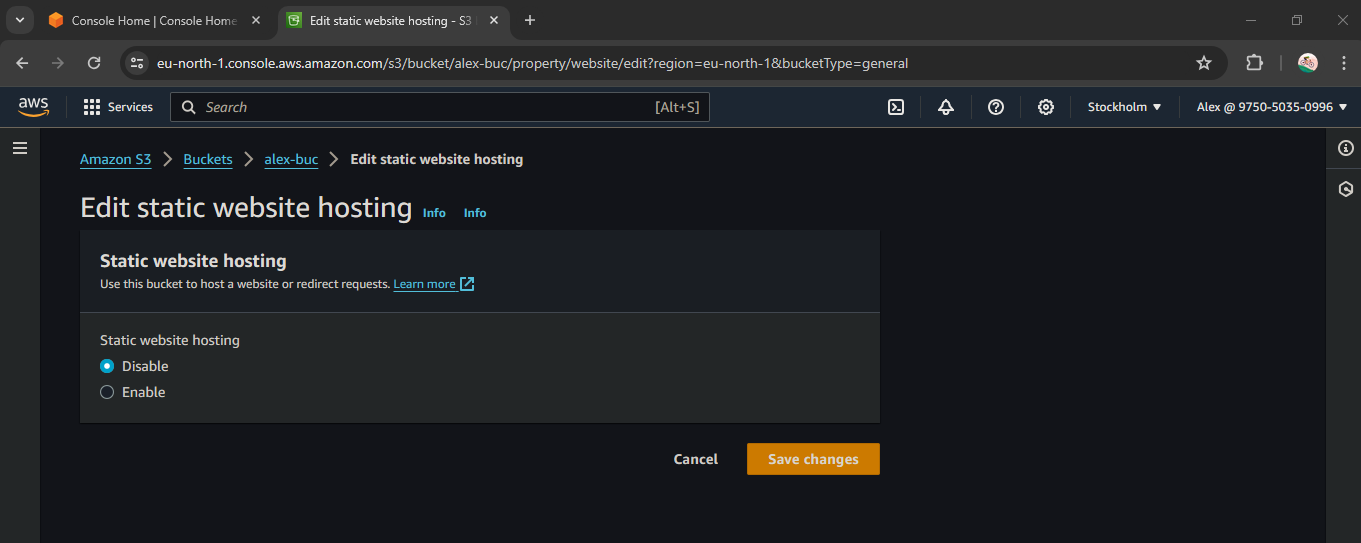 Console Home | Console Home
Edit static website hosting - S3
eu-north-1.console.aws.amazon.com/s3/bucket/alex-buc/property/website/edit?region=eu-north-1&bucketType=general
aws Services Search [Alt+S] Stockholm Alex @ 9750-5035-0996
Amazon S3 Buckets alex-buc Edit static website hosting
Edit static website hosting Info Info
Static website hosting
Use this bucket to host a website or redirect requests. Learn more
Static website hosting
Disable
Enable
Cancel Save changes